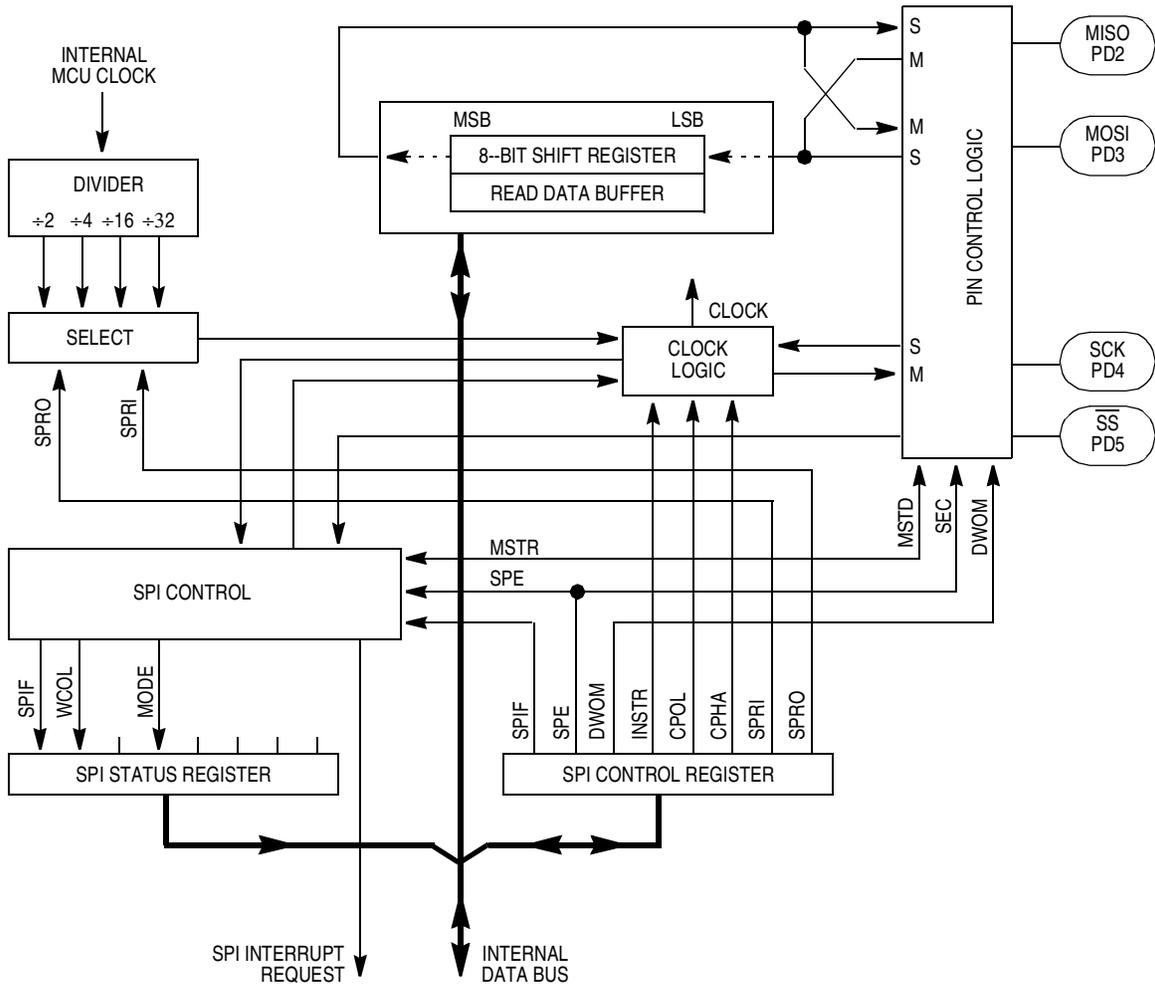 INTERNAL
MCU CLOCK
DIVIDER
÷2 ÷4 ÷16 ÷32
SELECT
SPRO
SPRI
MSB
LSB
8--BIT SHIFT REGISTER
READ DATA BUFFER
S
M
M
S
PIN CONTROL LOGIC
MISO
PD2
MOSI
PD3
CLOCK
CLOCK
LOGIC
S
M
SCK
PD4
SS
PD5
MSTD
SEC
DWOM
SPI CONTROL
MSTR
SPE
SPIF
WCOL
MODE
SPI STATUS REGISTER
SPIF
SPE
DWOM
INSTR
CPOL
CPHA
SPRI
SPRO
SPI CONTROL REGISTER
SPI INTERRUPT
REQUEST
INTERNAL
DATA BUS